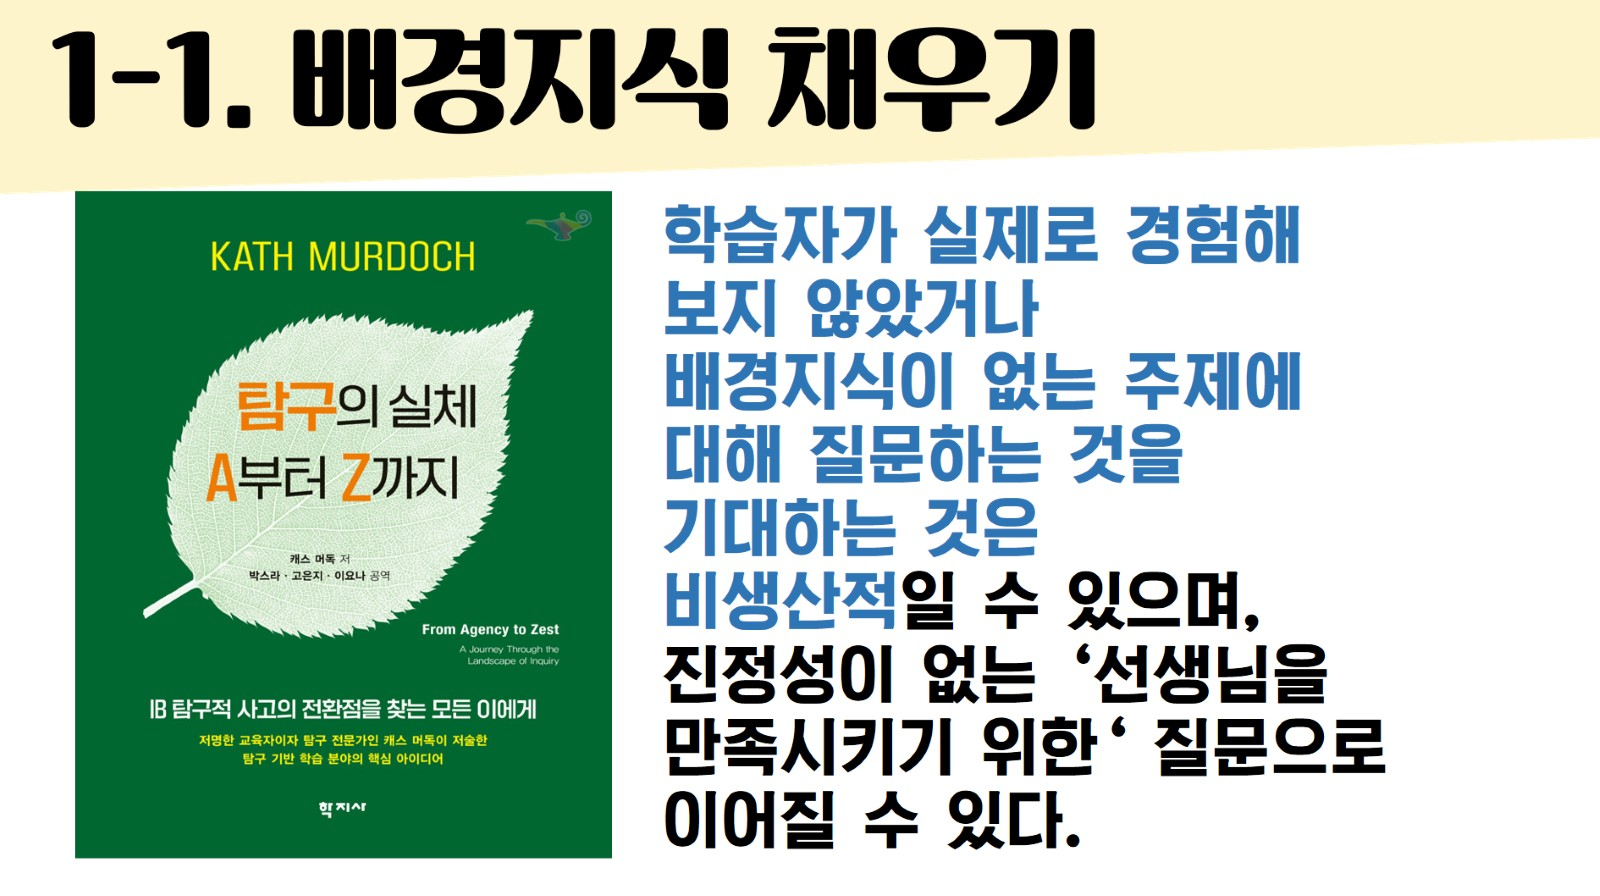 1-1. 배경지식 채우기
KATH MURDOCH
탐구의 실체
A부터 Z까지
캐스 머독 저
박스라 · 고은지 · 이요나 공역
From Agency to Zest
A Journey Through the
Landscape of Inquiry
IB 탐구적 사고의 전환점을 찾는 모든 이에게
저명한 교육자이자 탐구 전문가인 캐스 머독이 저술한
탐구 기반 학습 분야의 핵심 아이디어
학지사
학습자가 실제로 경험해
보지 않았거나
배경지식이 없는 주제에
대해 질문하는 것을
기대하는 것은
비생산적일 수 있으며,
진정성이 없는 ‘선생님을
만족시키기 위한‘ 질문으로
이어질 수 있다.